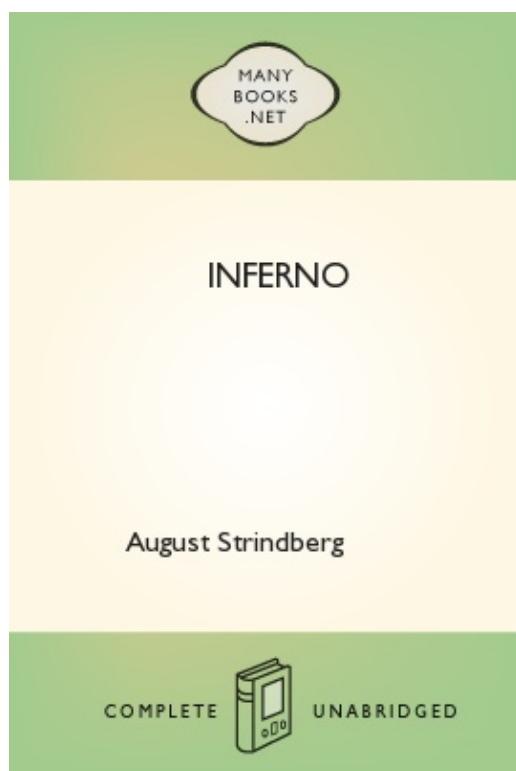 MANY
BOOKS
.NET
INFERNO
August Strindberg
COMPLETE UNABRIDGED